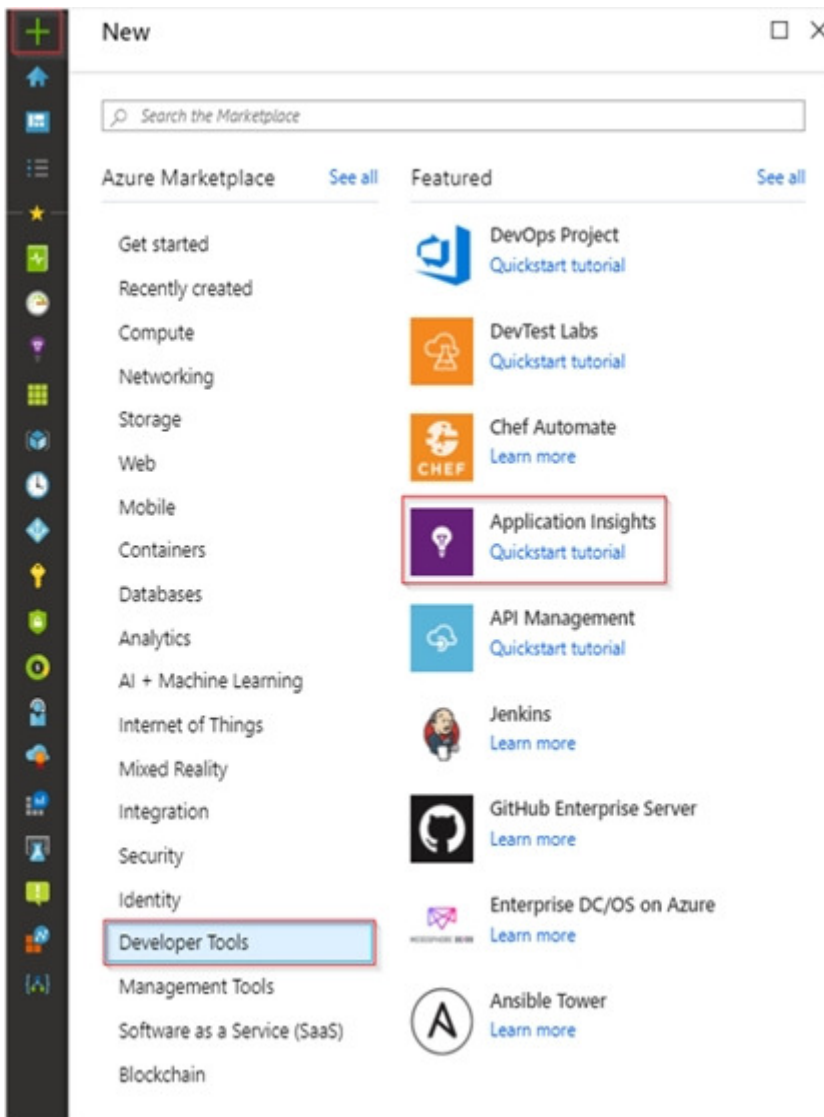 New
Search the Marketplace
Azure Marketplace See all
Get started
Recently created
Compute
Networking
Storage
Web
Mobile
Containers
Databases
Analytics
AI + Machine Learning
Internet of Things
Mixed Reality
Integration
Security
Identity
Developer Tools
Management Tools
Software as a Service (SaaS)
Blockchain
Featured See all
DevOps Project
Quickstart tutorial
DevTest Labs
Quickstart tutorial
CHEF
Chef Automate
Learn more
Application Insights
Quickstart tutorial
API Management
Quickstart tutorial
Jenkins
Learn more
GitHub Enterprise Server
Learn more
Enterprise DC/OS on Azure
Learn more
Ansible Tower
Learn more